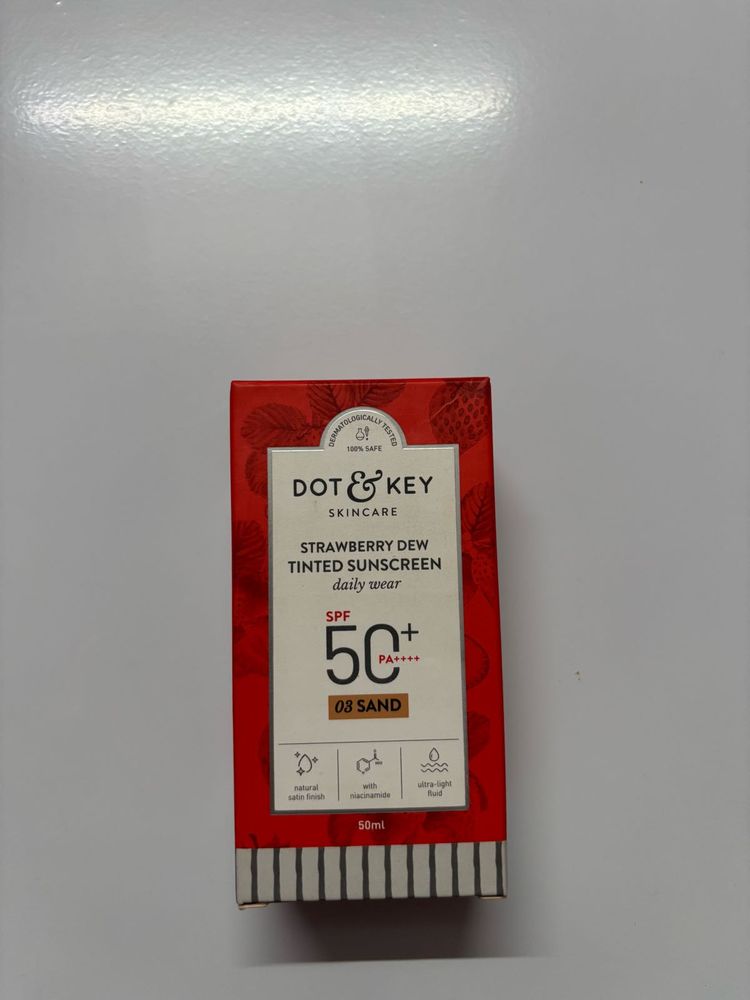 DERMATOLOGICALLY TESTED
100% SAFE
DOT & KEY
SKINCARE
STRAWBERRY DEW
TINTED SUNSCREEN
daily wear
SPF
50+
PA++++
03 SAND
natural
satin finish
with
niacinamide
ultra-light
fluid
50ml